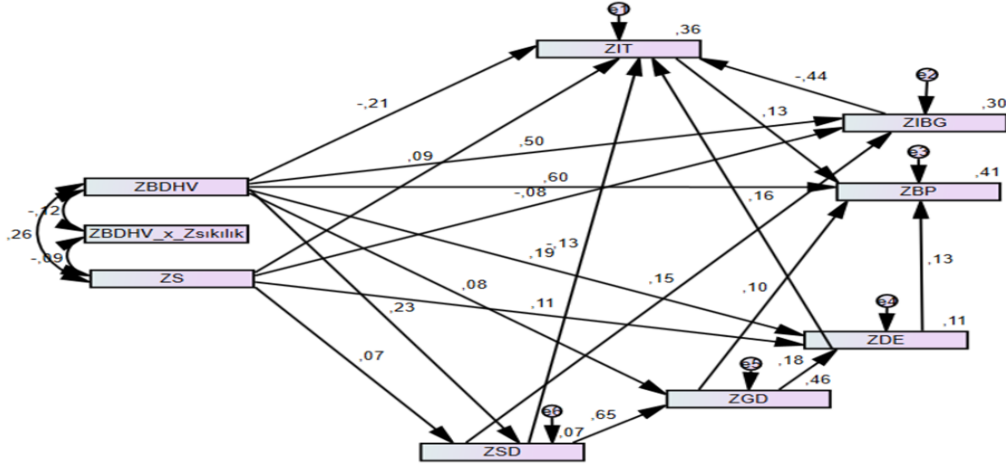 e1
,36
ZIT
-,21
-,44
e2
,30
,13
ZIBG
,09
,50
e3
,41
ZBDHV
-,08
,60
ZBP
-,12
,16
ZBDHV_x_Zsıkılık
,26
-,09
-,13
,19
ZS
,08
,15
,10
,13
,23
,11
e4
,11
ZDE
,07
e5
,18
,46
ZGD
e6
,65
,07
ZSD